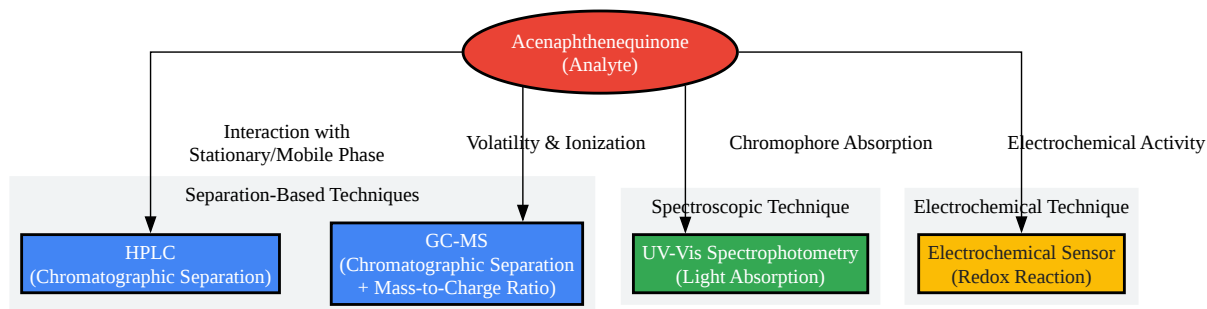 Acenaphthenequinone
(Analyte)
Interaction with
Stationary/Mobile Phase
Volatility & Ionization
Chromophore Absorption
Electrochemical Activity
Separation-Based Techniques
Spectroscopic Technique
Electrochemical Technique
HPLC
(Chromatographic Separation)
GC-MS
(Chromatographic Separation
+ Mass-to-Charge Ratio)
UV-Vis Spectrophotometry
(Light Absorption)
Electrochemical Sensor
(Redox Reaction)